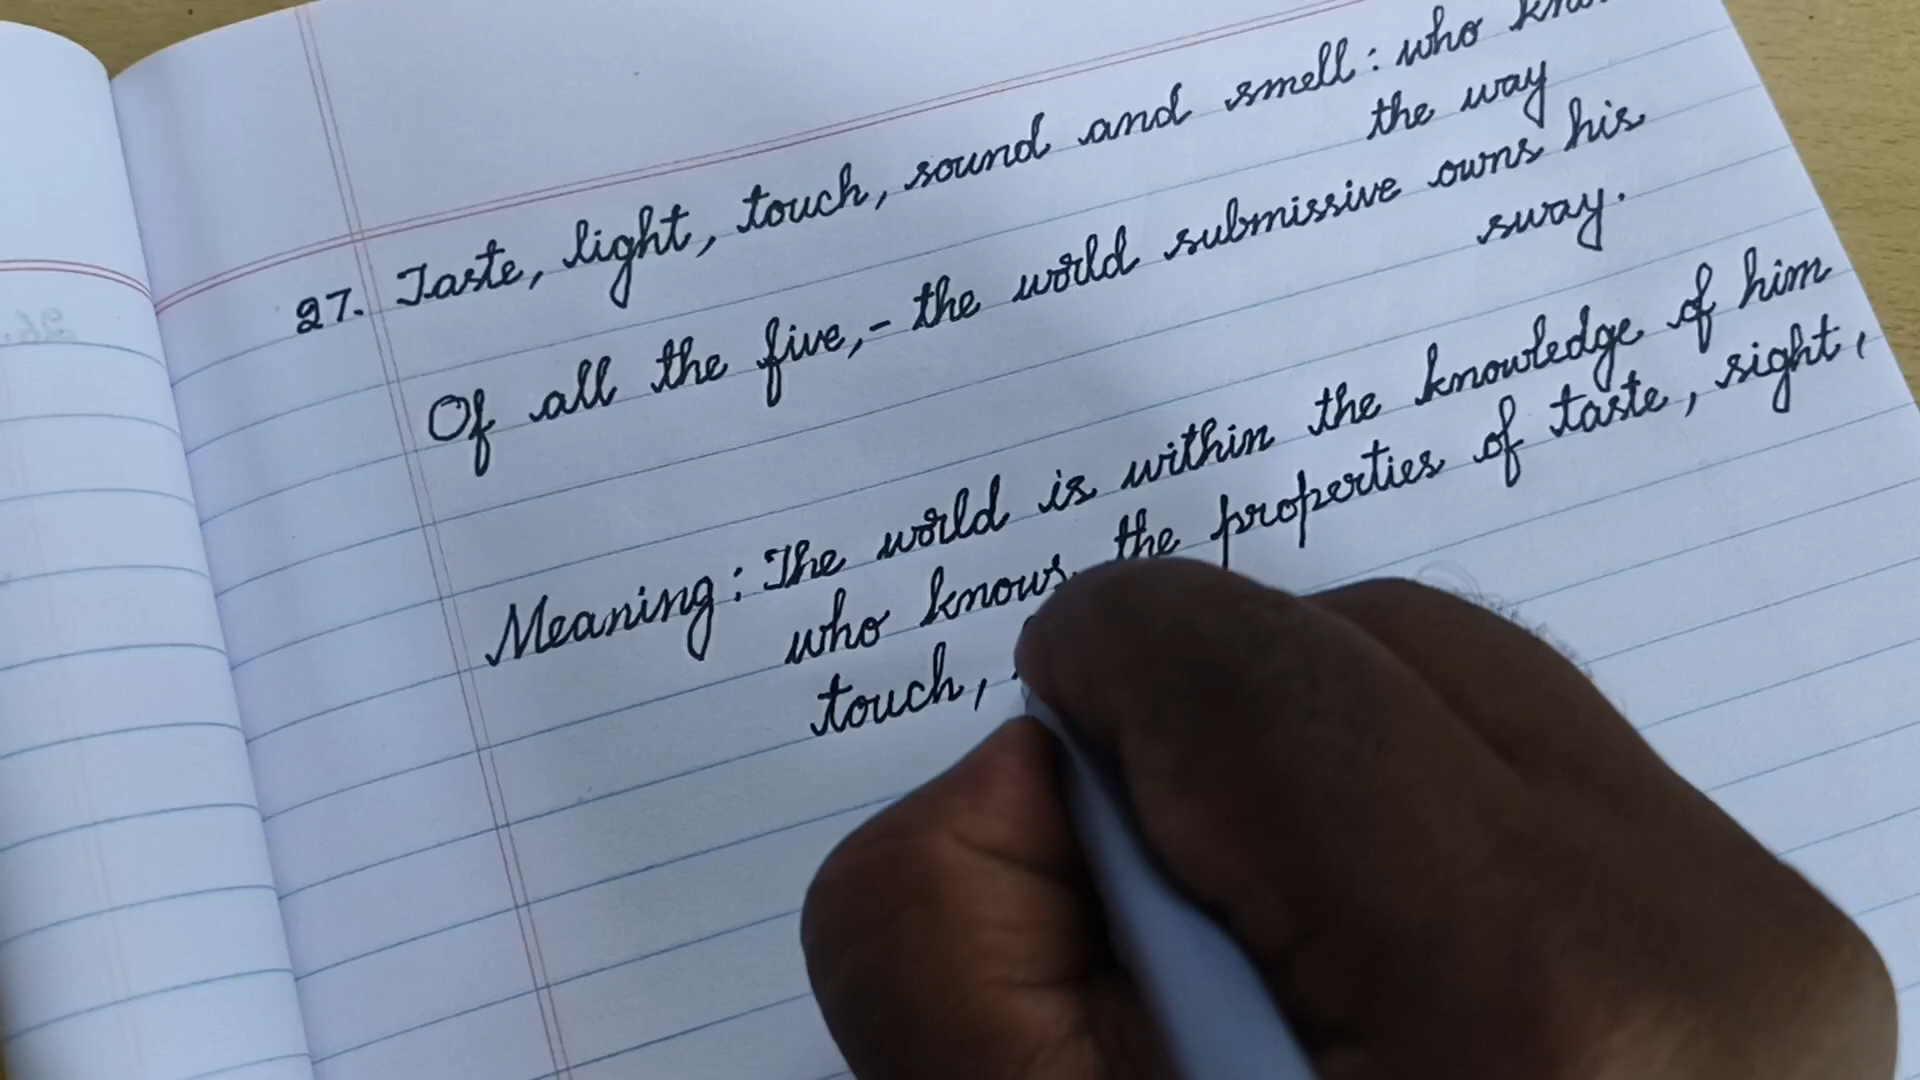 27. Taste, light, touch, sound and smell: who
the way
Of all the five,- the world submissive owns his
sway.
Meaning: The world is within the knowledge of him
who knows the properties of taste, sight,
touch,